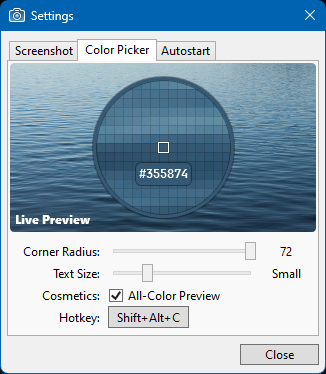 Settings
Screenshot Color Picker Autostart
#355874
Live Preview
Corner Radius: 72
Text Size: Small
Cosmetics: All-Color Preview
Hotkey: Shift+Alt+C
Close